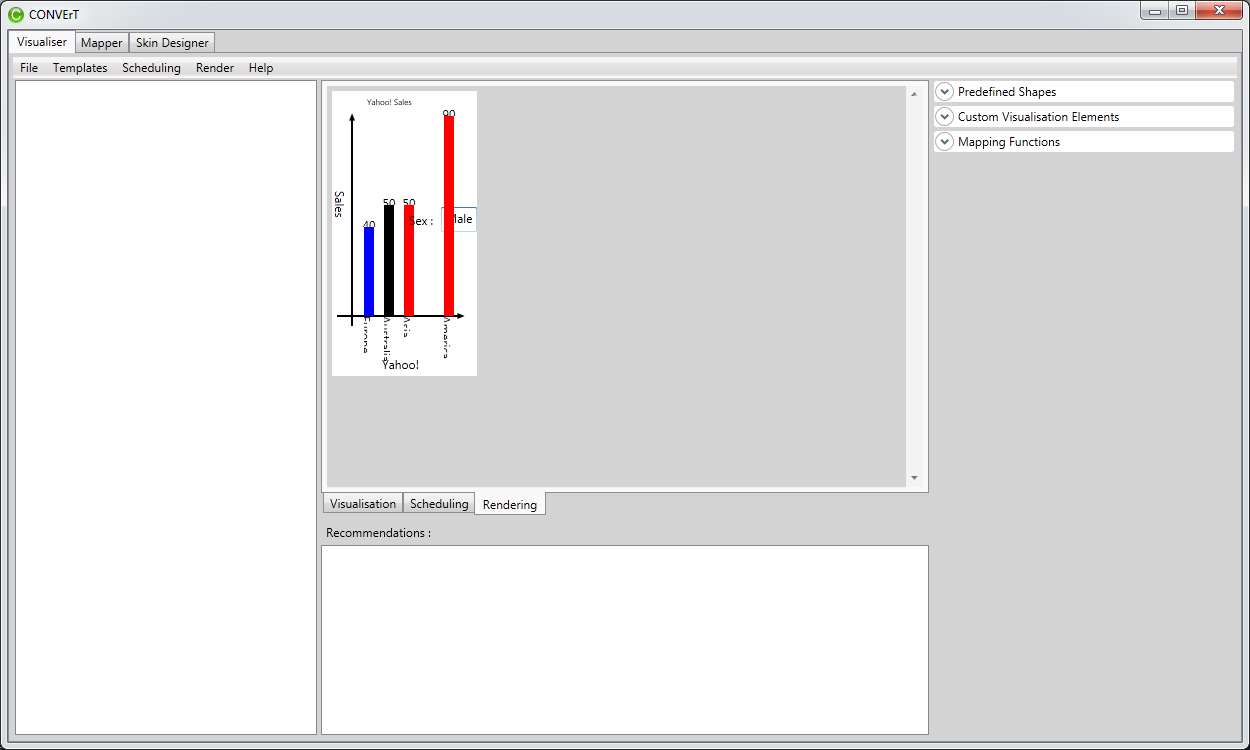 CONVErT
Visualiser Mapper Skin Designer
File Templates Scheduling Render Help
Yahoo! Sales
Sales
90
50 50
40
Sex : Male
Europe Australia Asia America
Yahoo!
Predefined Shapes
Custom Visualisation Elements
Mapping Functions
Visualisation Scheduling Rendering
Recommendations :